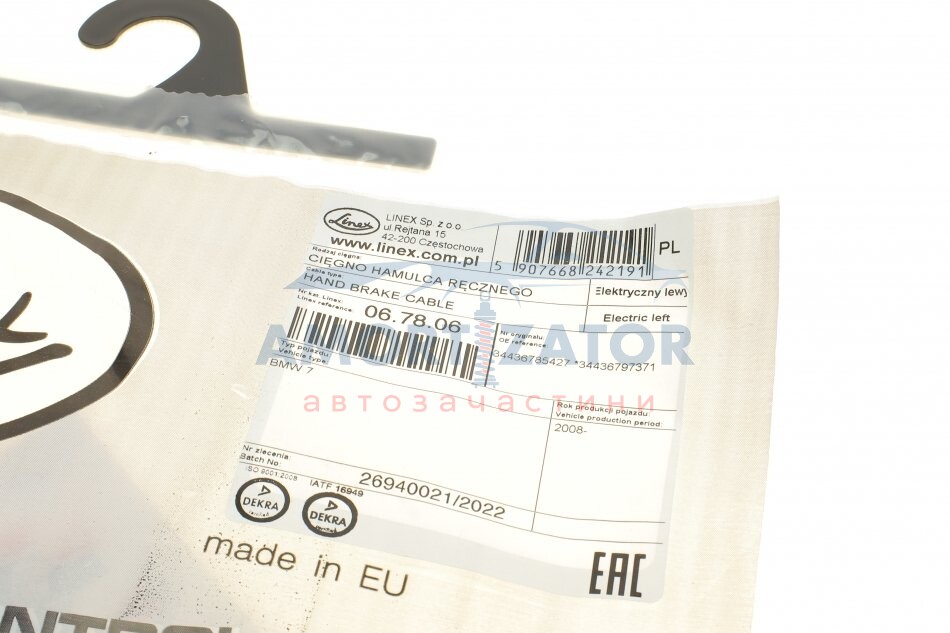 Linex
LINEX Sp. z o.o.
ul Rejtana 15
42-200 Częstochowa
www.linex.com.pl
5 907668 242191
PL
Rodzaj cięgna:
CIĘGNO HAMULCA RĘCZNEGO
Elektryczny lewy
Cable type:
HAND BRAKE CABLE
Electric left
Nr kat. Linex:
Linex reference:
06.78.06
Nr oryginału
OE reference:
34436785427 *34436797371
AMORTIZATOR
автозачастини
Typ pojazdu
Vehicle type:
BMW 7
Rok produkcji pojazdu
Vehicle production period:
2008-
Nr zlecenia
Batch No:
26940021/2022
ISO 9001:2008
IATF 16949
DEKRA
DEKRA
made in EU
EAC